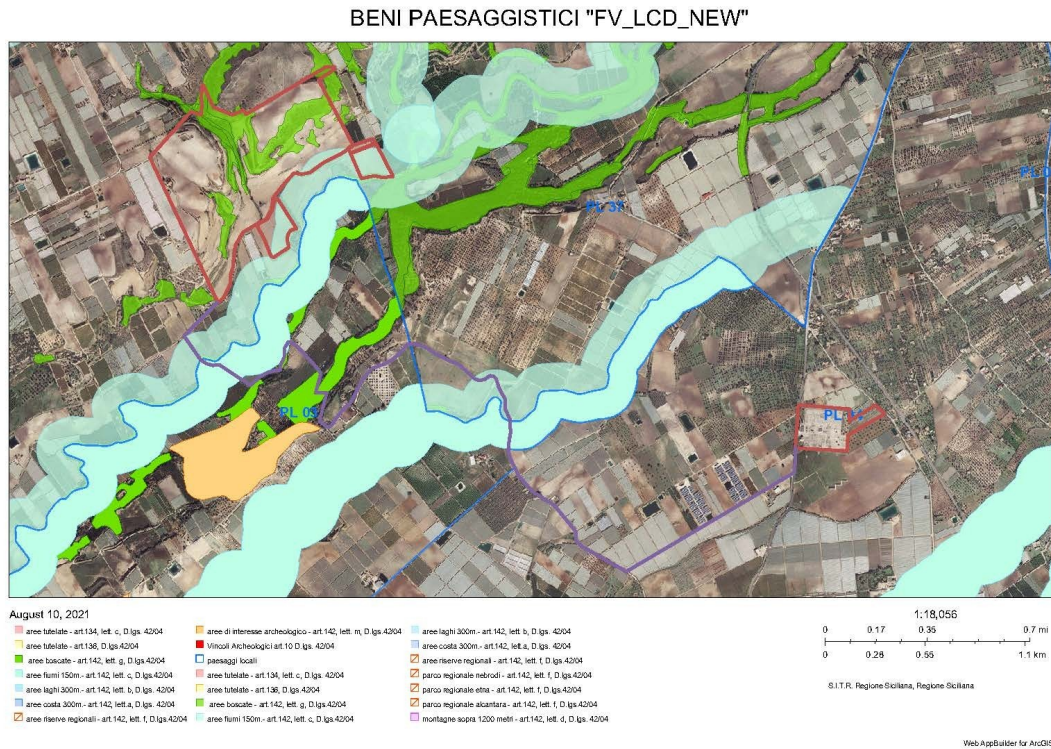 BENI PAESAGGISTICI "FV_LCD_NEW"
PL 37
PL 0
PL
August 10, 2021
aree tutelate - art.134, lett. c, D.lgs. 42/04
aree tutelate - art.136, D.lgs.42/04
aree boscate - art.142, lett. g, D.lgs.42/04
aree fiumi 150m.- art.142, lett. c, D.lgs.42/04
aree laghi 300m.- art.142, lett. b, D.lgs. 42/04
aree costa 300m.- art.142, lett.a, D.lgs. 42/04
aree riserve regionali - art.142, lett. f, D.lgs.42/04
aree di interesse archeologico - art.142, lett. m, D.lgs. 42/04
Vincoli Archeologici art.10 D.lgs. 42/04
paesaggi locali
aree tutelate - art.134, lett. c, D.lgs.42/04
aree tutelate - art.136, D.lgs.42/04
aree boscate - art.142, lett. g, D.lgs.42/04
aree fiumi 150m.- art.142, lett. c, D.lgs.42/04
aree laghi 300m.- art.142, lett. b, D.lgs. 42/04
aree costa 300m.- art.142, lett.a, D.lgs. 42/04
aree riserve regionali - art.142, lett. f, D.lgs.42/04
parco regionale nebrodi - art.142, lett. f, D.lgs.42/04
parco regionale etna - art.142, lett. f, D.lgs.42/04
parco regionale alcantara - art.142, lett. f, D.lgs.42/04
montagne sopra 1200 metri - art.142, lett. d, D.lgs.42/04
1:18,056
0 0.17 0.35 0.7 mi
0 0.28 0.55 1.1 km
S.I.T.R. Regione Siciliana, Regione Siciliana
Web AppBuilder for ArcGIS